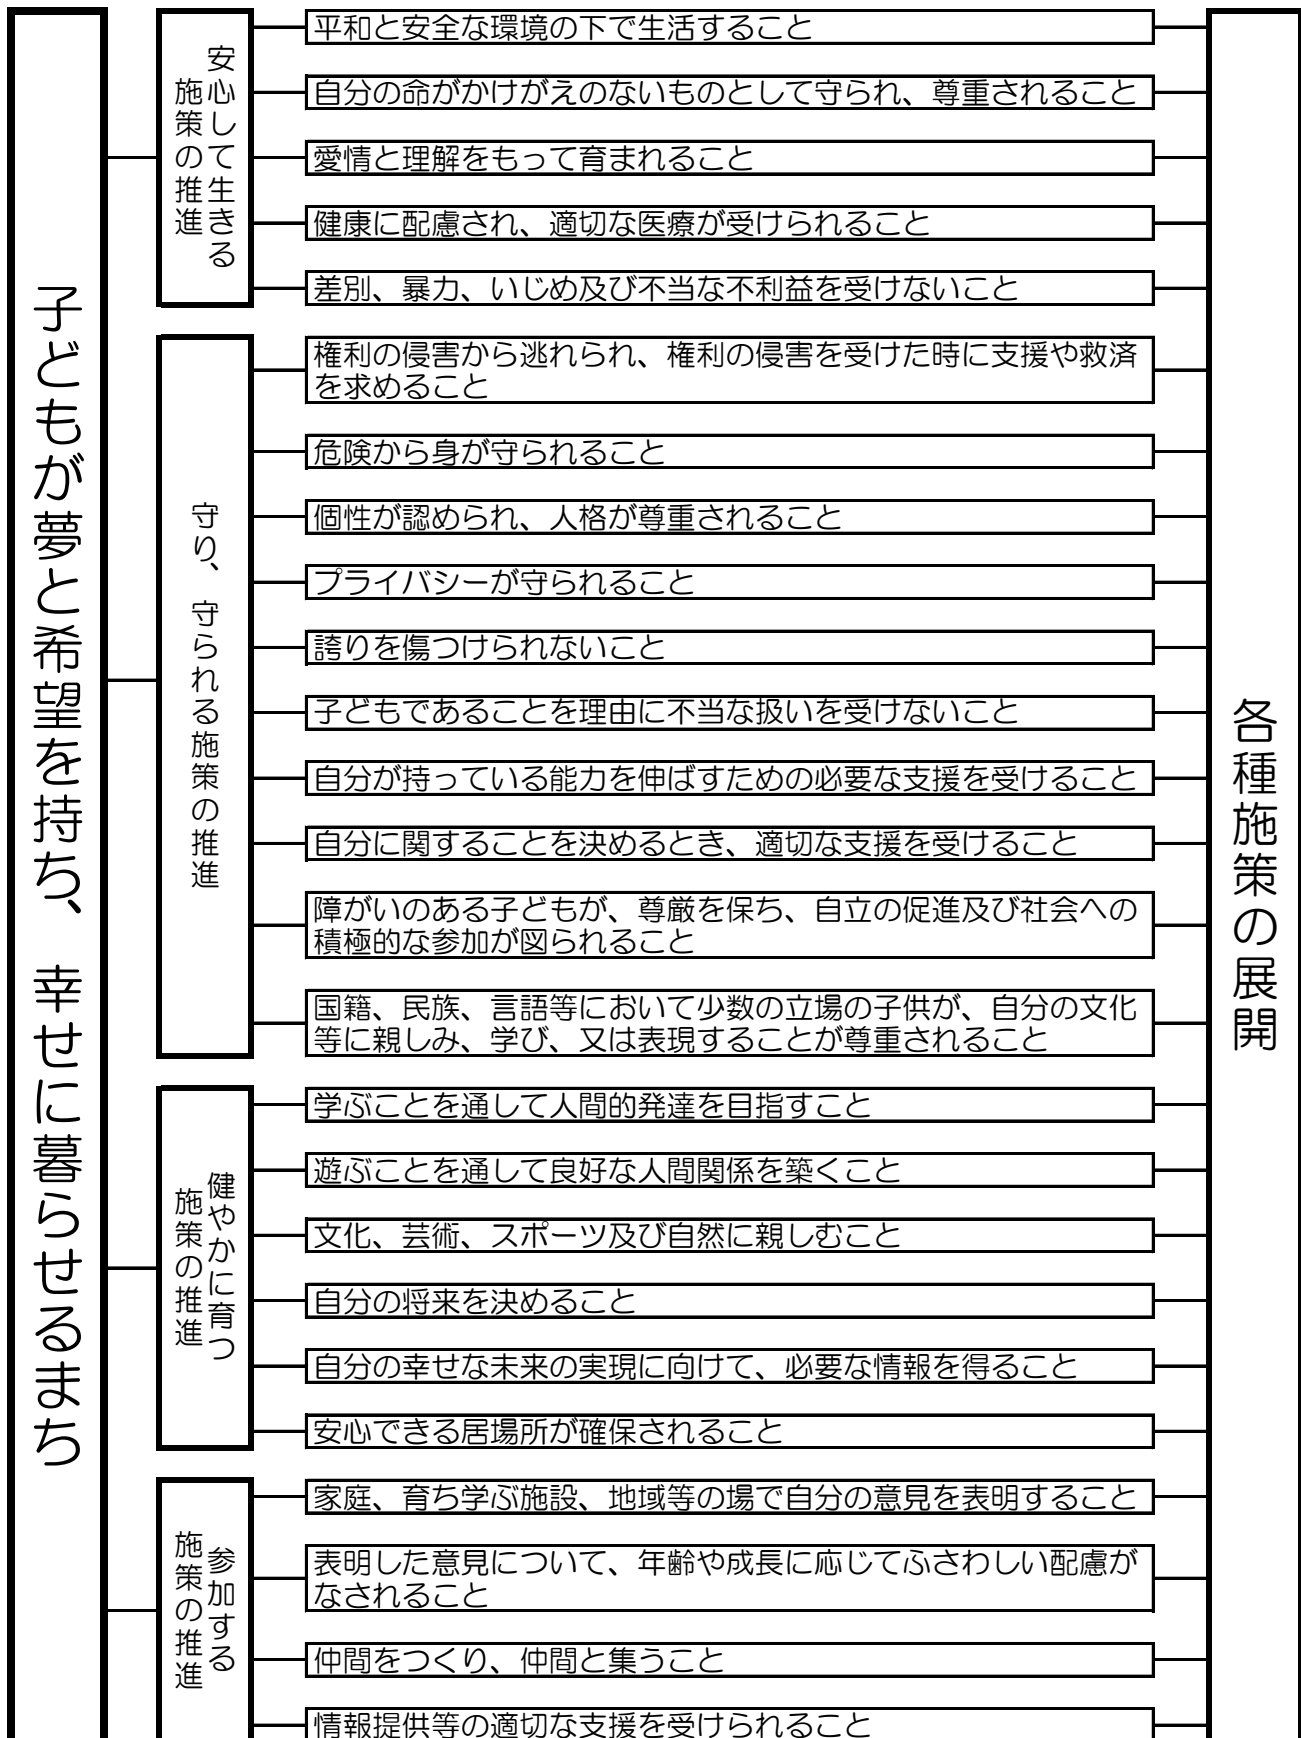 子どもが夢と希望を持ち、幸せに暮らせるまち
安心して生きる
施策の推進
平和と安全な環境の下で生活すること
自分の命がかけがえのないものとして守られ、尊重されること
愛情と理解をもって育まれること
健康に配慮され、適切な医療が受けられること
差別、暴力、いじめ及び不当な不利益を受けないこと
守り、守られる施策の推進
権利の侵害から逃れられ、権利の侵害を受けた時に支援や救済
を求めること
危険から身が守られること
個性が認められ、人格が尊重されること
プライバシーが守られること
誇りを傷つけられないこと
子どもであることを理由に不当な扱いを受けないこと
自分が持っている能力を伸ばすための必要な支援を受けること
自分に関することを決めるとき、適切な支援を受けること
障がいのある子どもが、尊厳を保ち、自立の促進及び社会への
積極的な参加が図られること
国籍、民族、言語等において少数の立場の子供が、自分の文化
等に親しみ、学び、又は表現することが尊重されること
健やかに育つ
施策の推進
学ぶことを通して人間的発達を目指すこと
遊ぶことを通して良好な人間関係を築くこと
文化、芸術、スポーツ及び自然に親しむこと
自分の将来を決めること
自分の幸せな未来の実現に向けて、必要な情報を得ること
安心できる居場所が確保されること
参加する
施策の推進
家庭、育ち学ぶ施設、地域等の場で自分の意見を表明すること
表明した意見について、年齢や成長に応じてふさわしい配慮が
なされること
仲間をつくり、仲間と集うこと
情報提供等の適切な支援を受けられること
各種施策の展開